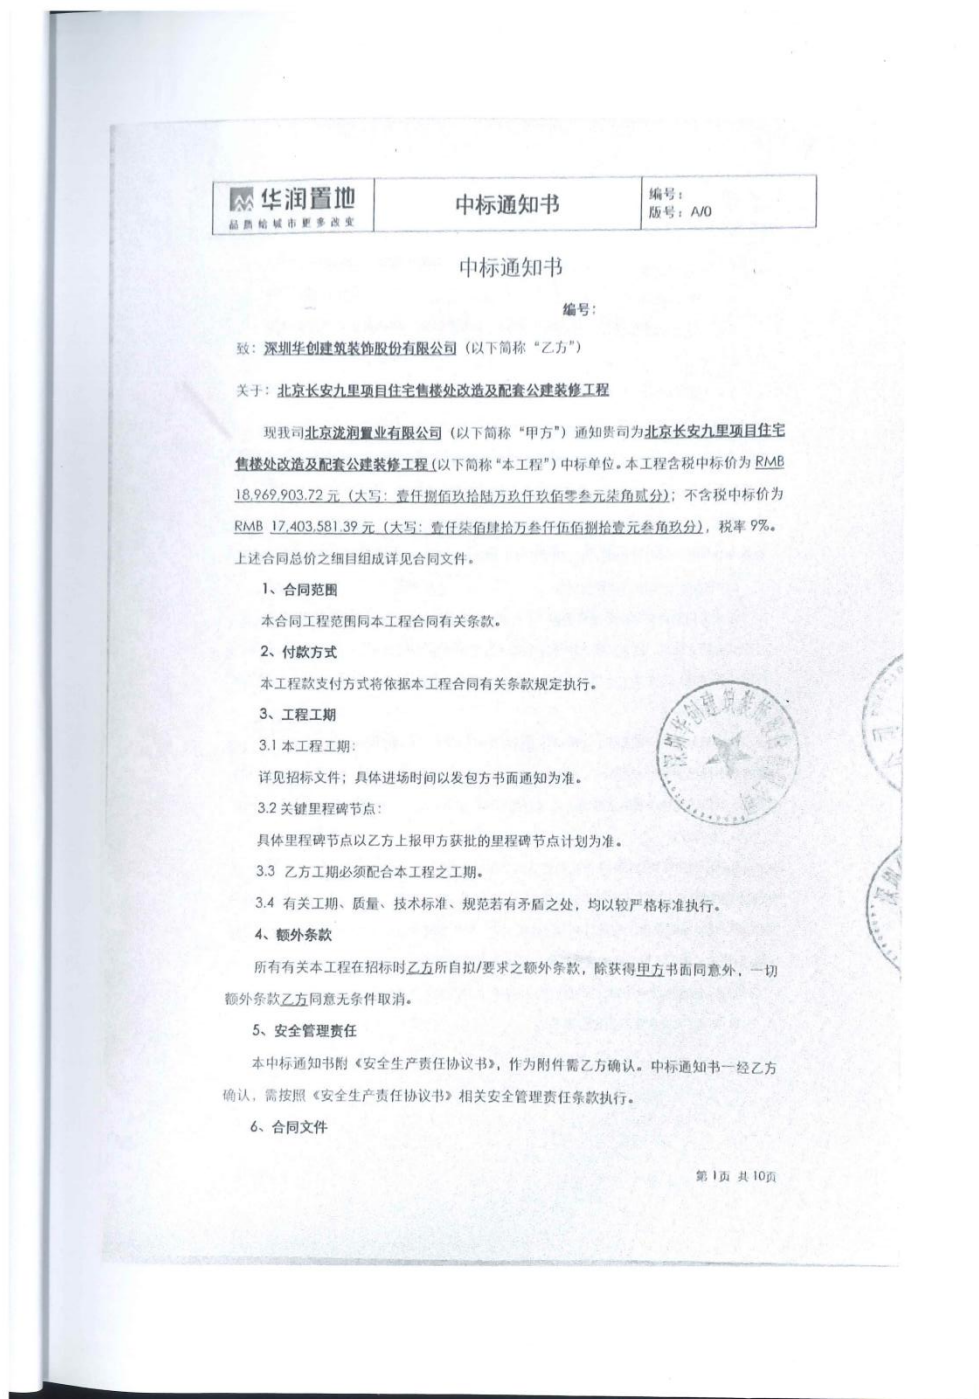 华润置地
品质给城市更多改变
中标通知书
编号：
版号：A/0
中标通知书
编号：
致：深圳华创建筑装饰股份有限公司（以下简称“乙方”）
关于：北京长安九里项目住宅售楼处改造及配套公建装修工程
现我司北京泷润置业有限公司（以下简称“甲方”）通知贵司为北京长安九里项目住宅
售楼处改造及配套公建装修工程(以下简称“本工程”）中标单位。本工程含税中标价为 RMB
18,969,903.72 元（大写：壹仟捌佰玖拾陆万玖仟玖佰零叁元柒角贰分）；不含税中标价为
RMB 17,403,581.39 元（大写：壹仟柒佰肆拾万叁仟伍佰捌拾壹元叁角玖分），税率 9%。
上述合同总价之细目组成详见合同文件。
1、合同范围
本合同工程范围同本工程合同有关条款。
2、付款方式
本工程款支付方式将依据本工程合同有关条款规定执行。
3、工程工期
3.1 本工程工期：
详见招标文件；具体进场时间以发包方书面通知为准。
3.2 关键里程碑节点：
具体里程碑节点以乙方上报甲方获批的里程碑节点计划为准。
3.3 乙方工期必须配合本工程之工期。
3.4 有关工期、质量、技术标准、规范若有矛盾之处，均以较严格标准执行。
4、额外条款
所有有关本工程在招标时乙方所自拟/要求之额外条款，除获得甲方书面同意外，一切
额外条款乙方同意无条件取消。
5、安全管理责任
本中标通知书附《安全生产责任协议书》，作为附件需乙方确认。中标通知书一经乙方
确认，需按照《安全生产责任协议书》相关安全管理责任条款执行。
6、合同文件
第 1页 共 10页
深圳华创建筑装饰股份有限公司